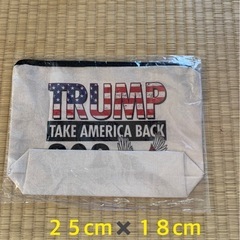 TRUMP
TAKE AMERICA BACK
２５cm✖️１８cm